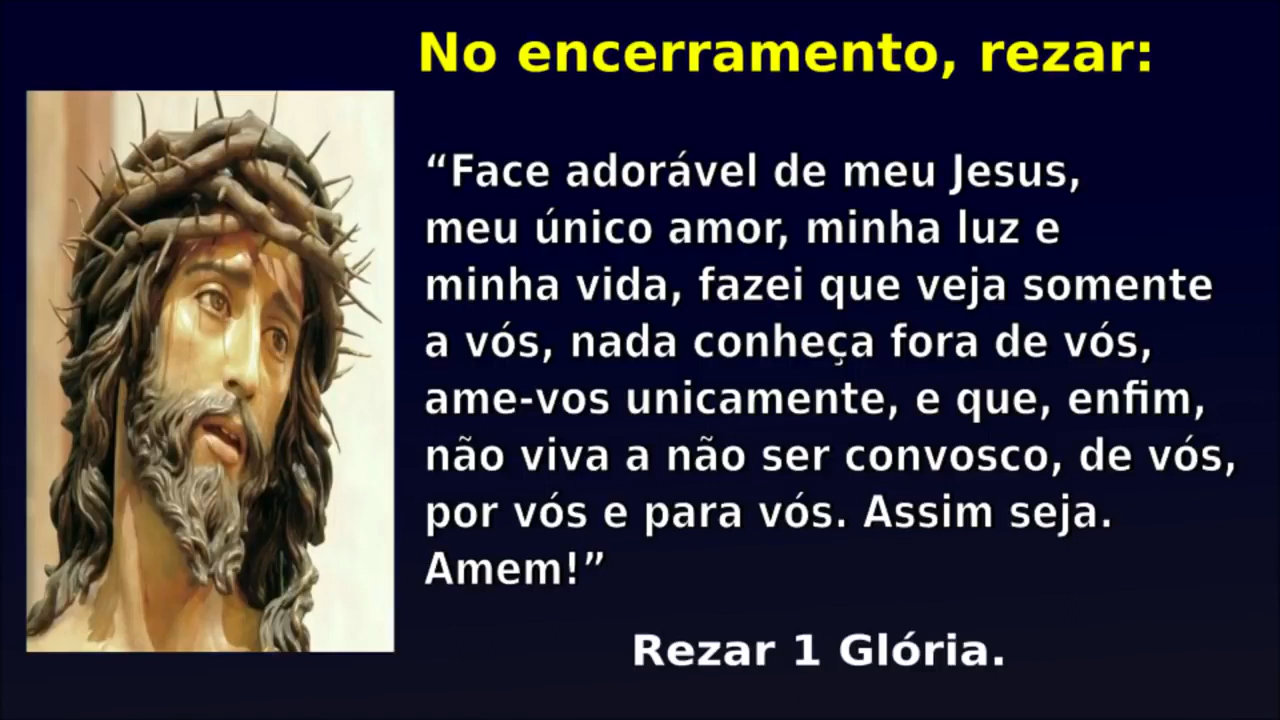 No encerramento, rezar:
“Face adorável de meu Jesus,
meu único amor, minha luz e
minha vida, fazei que veja somente
a vós, nada conheça fora de vós,
ame-vos unicamente, e que, enfim,
não viva a não ser convosco, de vós,
por vós e para vós. Assim seja.
Amem!”
Rezar 1 Glória.